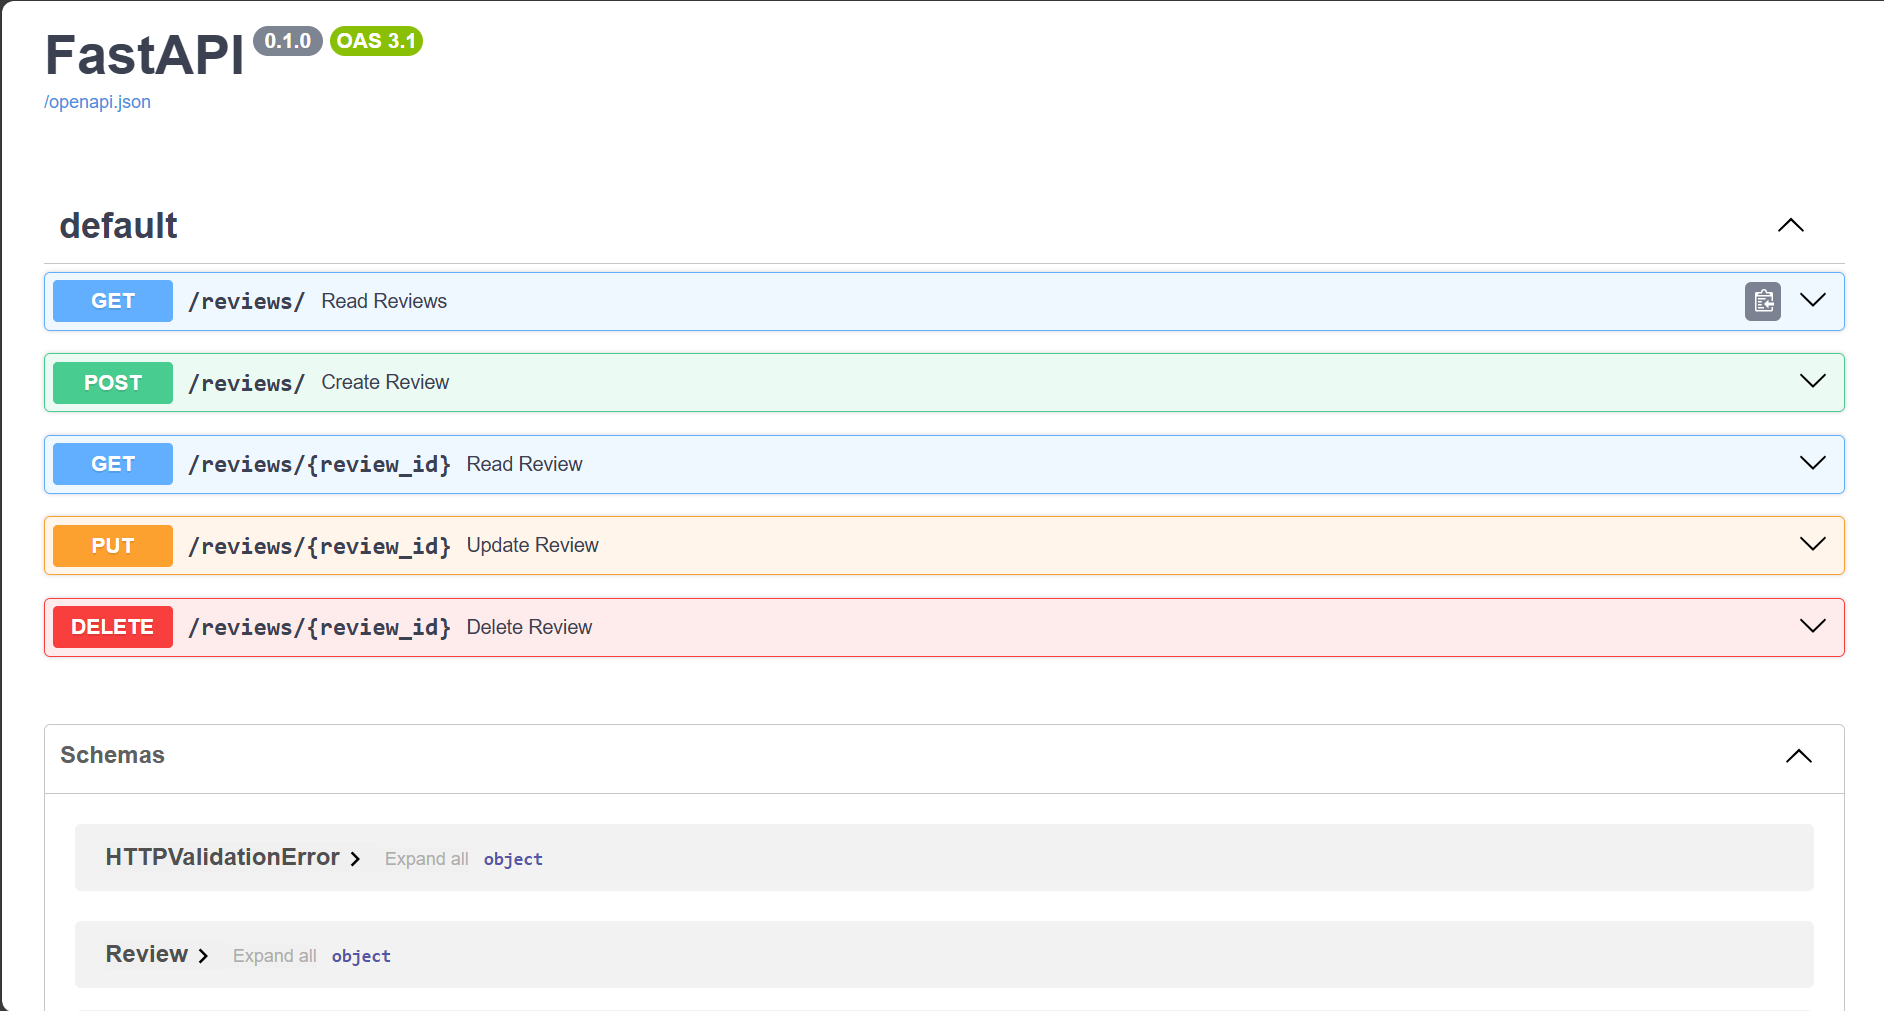 FastAPI 0.1.0 OAS 3.1
/openapi.json
default
GET /reviews/ Read Reviews
POST /reviews/ Create Review
GET /reviews/{review_id} Read Review
PUT /reviews/{review_id} Update Review
DELETE /reviews/{review_id} Delete Review
Schemas
HTTPValidationError Expand all object
Review Expand all object